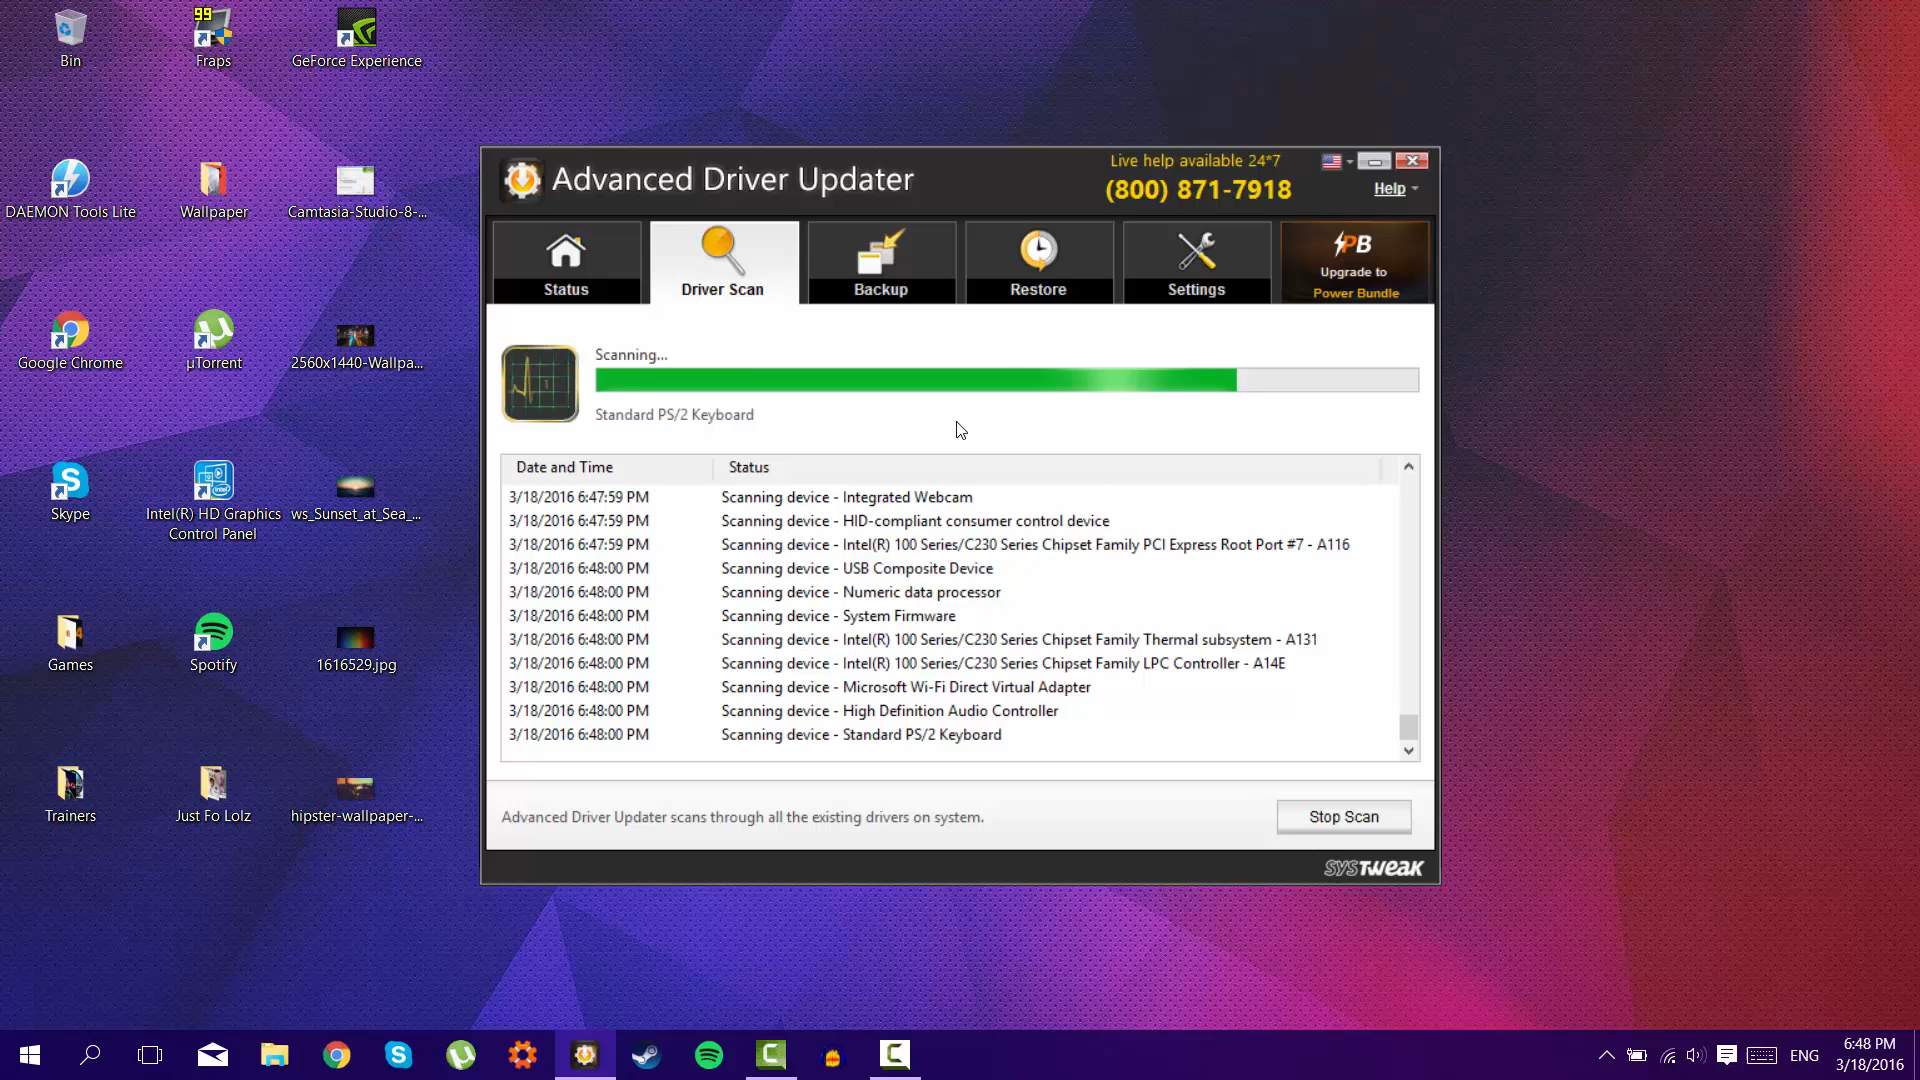 Bin
99
Fraps
GeForce Experience
DAEMON Tools Lite
Wallpaper
Camtasia-Studio-8-...
Google Chrome
µTorrent
2560x1440-Wallpa...
Skype
Intel(R) HD Graphics
Control Panel
ws_Sunset_at_Sea_...
Games
Spotify
1616529.jpg
Trainers
Just Fo Lolz
hipster-wallpaper-...
Advanced Driver Updater
Live help available 24*7
(800) 871-7918
Help
Status
Driver Scan
Backup
Restore
Settings
PB
Upgrade to
Power Bundle
Scanning...
Standard PS/2 Keyboard
Date and Time Status
3/18/2016 6:47:59 PM Scanning device - Integrated Webcam
3/18/2016 6:47:59 PM Scanning device - HID-compliant consumer control device
3/18/2016 6:47:59 PM Scanning device - Intel(R) 100 Series/C230 Series Chipset Family PCI Express Root Port #7 - A116
3/18/2016 6:48:00 PM Scanning device - USB Composite Device
3/18/2016 6:48:00 PM Scanning device - Numeric data processor
3/18/2016 6:48:00 PM Scanning device - System Firmware
3/18/2016 6:48:00 PM Scanning device - Intel(R) 100 Series/C230 Series Chipset Family Thermal subsystem - A131
3/18/2016 6:48:00 PM Scanning device - Intel(R) 100 Series/C230 Series Chipset Family LPC Controller - A14E
3/18/2016 6:48:00 PM Scanning device - Microsoft Wi-Fi Direct Virtual Adapter
3/18/2016 6:48:00 PM Scanning device - High Definition Audio Controller
3/18/2016 6:48:00 PM Scanning device - Standard PS/2 Keyboard
Advanced Driver Updater scans through all the existing drivers on system.
Stop Scan
SYSTWEAK
ENG
6:48 PM
3/18/2016